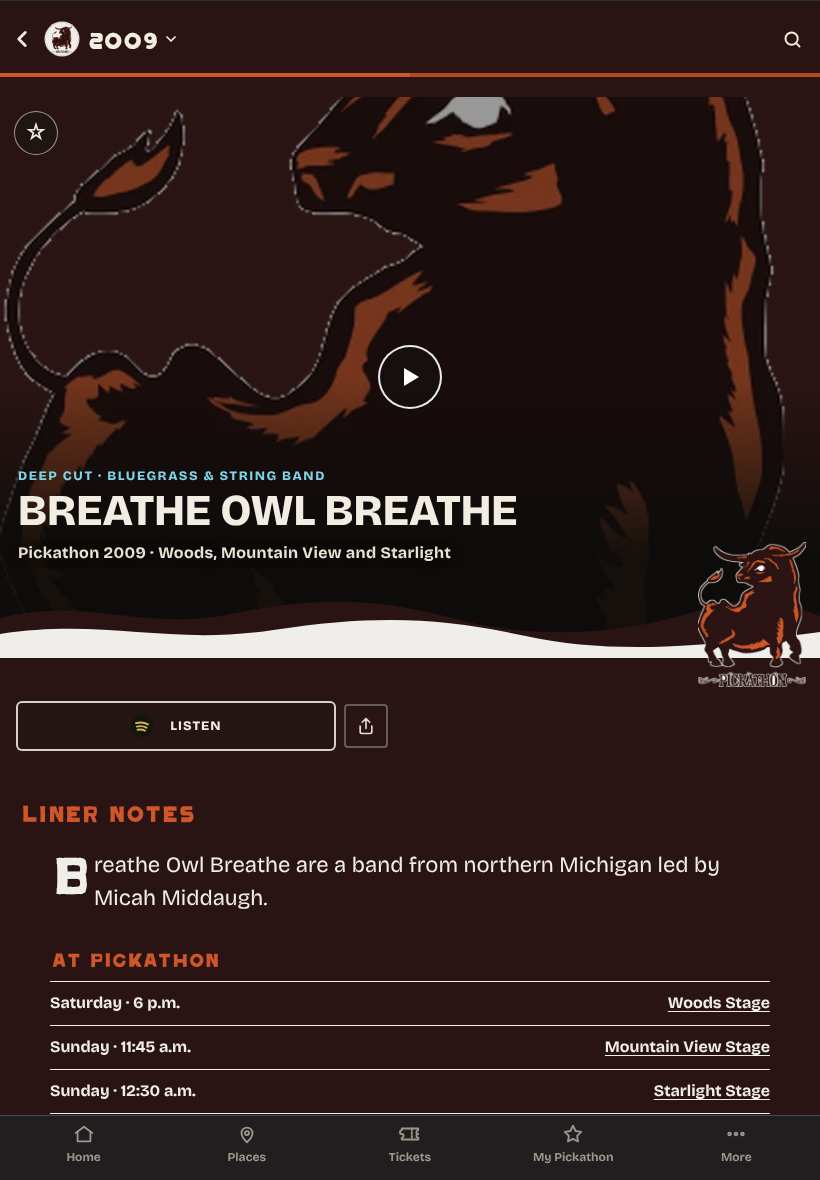 2009
DEEP CUT · BLUEGRASS & STRING BAND
BREATHE OWL BREATHE
Pickathon 2009 · Woods, Mountain View and Starlight
PICKATHON
LISTEN
LINER NOTES
Breathe Owl Breathe are a band from northern Michigan led by
Micah Middaugh.
AT PICKATHON
Saturday · 6 p.m. Woods Stage
Sunday · 11:45 a.m. Mountain View Stage
Sunday · 12:30 a.m. Starlight Stage
Home Places Tickets My Pickathon More